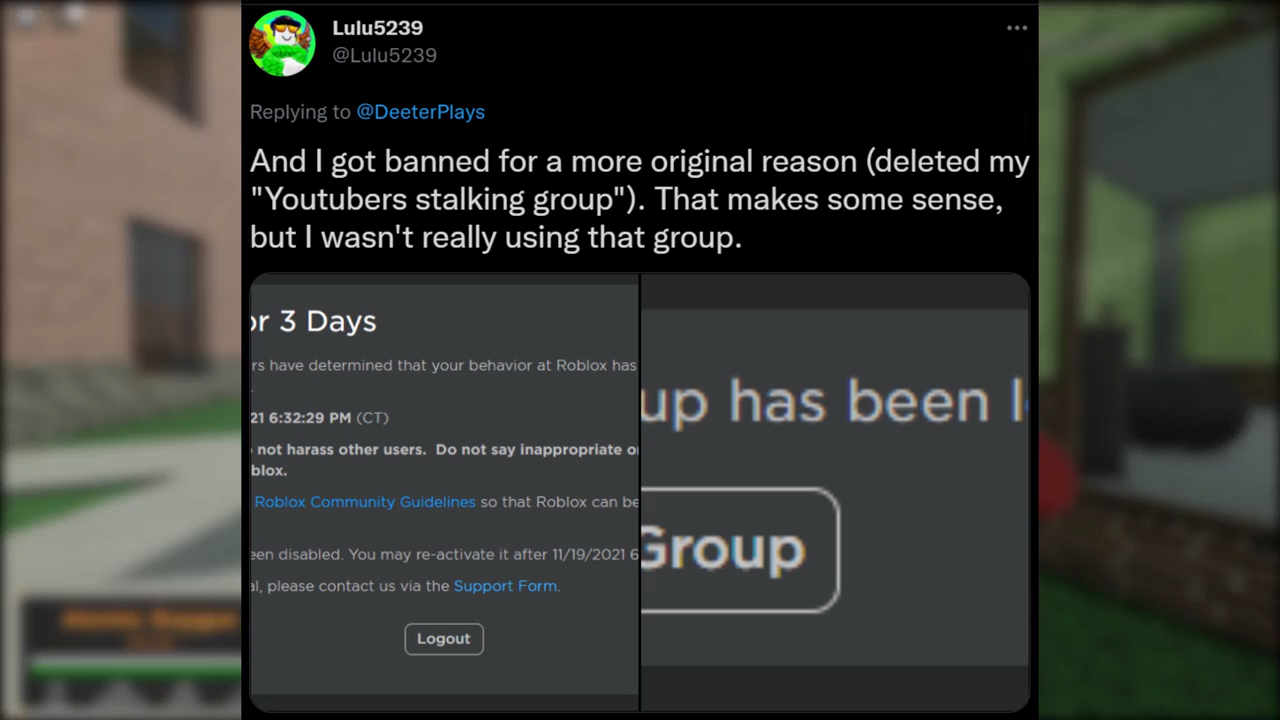 Lulu5239
@Lulu5239
Replying to @DeeterPlays
And I got banned for a more original reason (deleted my
"Youtubers stalking group"). That makes some sense,
but I wasn't really using that group.
or 3 Days
rs have determined that your behavior at Roblox has
21 6:32:29 PM (CT)
not harass other users. Do not say inappropriate or
blox.
Roblox Community Guidelines so that Roblox can be
een disabled. You may re-activate it after 11/19/2021 6
al, please contact us via the Support Form.
Logout
up has been l
Group